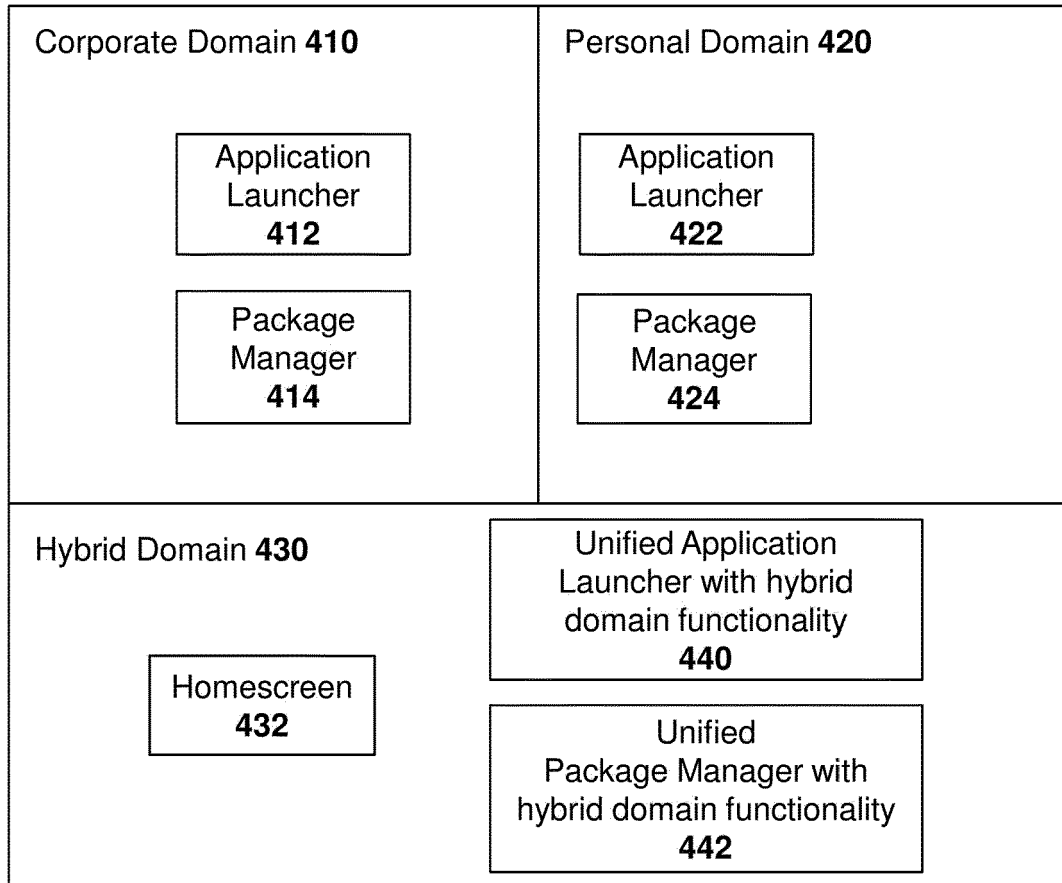 Corporate Domain 410
Application
Launcher
412
Package
Manager
414
Personal Domain 420
Application
Launcher
422
Package
Manager
424
Hybrid Domain 430
Homescreen
432
Unified Application
Launcher with hybrid
domain functionality
440
Unified
Package Manager with
hybrid domain functionality
442